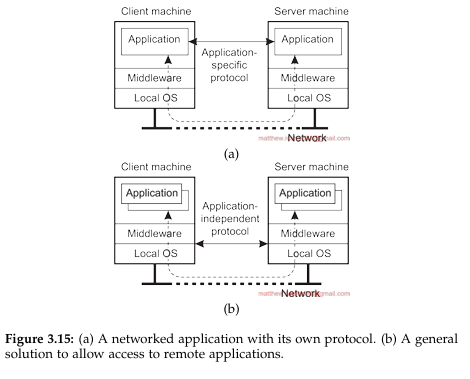 Client machine Server machine
Application Application
Application-
specific
protocol
Middleware Middleware
Local OS Local OS
Network
(a)
Client machine Server machine
Application Application
Application-
independent
protocol
Middleware Middleware
Local OS Local OS
Network
(b)
Figure 3.15: (a) A networked application with its own protocol. (b) A general
solution to allow access to remote applications.